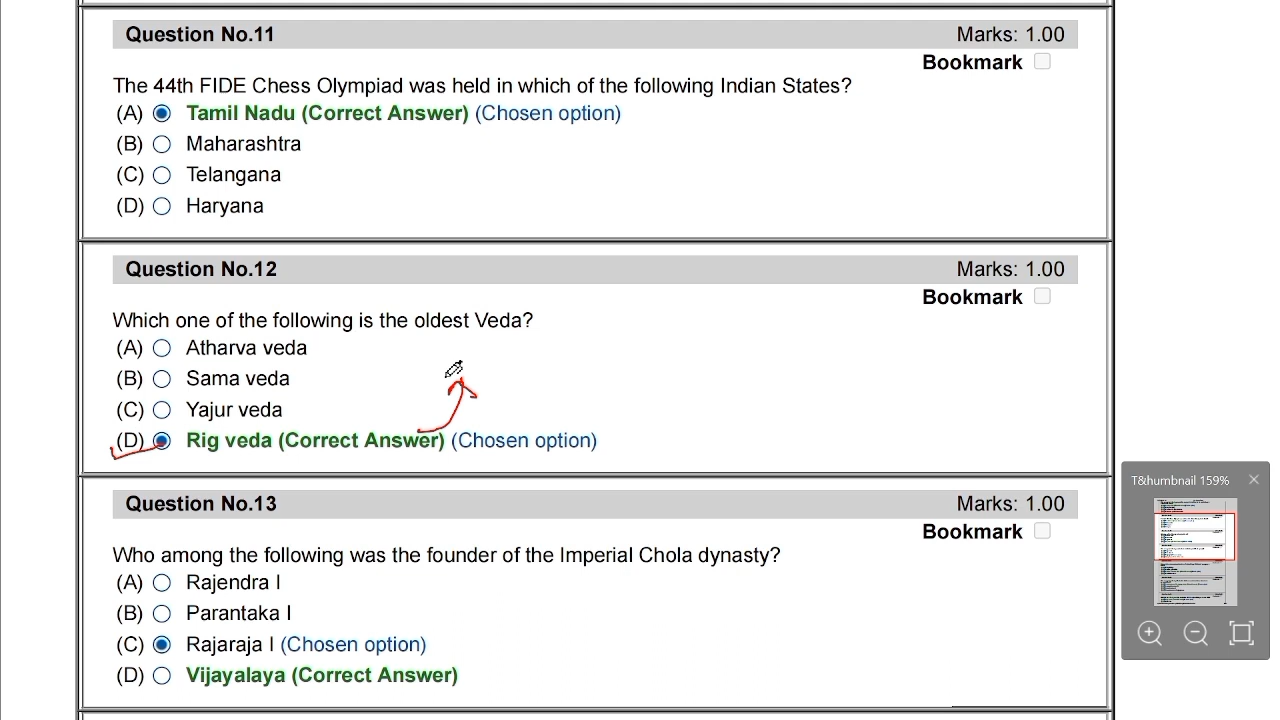 Question No.11 Marks: 1.00
Bookmark
The 44th FIDE Chess Olympiad was held in which of the following Indian States?
(A) Tamil Nadu (Correct Answer) (Chosen option)
(B) Maharashtra
(C) Telangana
(D) Haryana
Question No.12 Marks: 1.00
Bookmark
Which one of the following is the oldest Veda?
(A) Atharva veda
(B) Sama veda
(C) Yajur veda
(D) Rig veda (Correct Answer) (Chosen option)
Question No.13 Marks: 1.00
Bookmark
Who among the following was the founder of the Imperial Chola dynasty?
(A) Rajendra I
(B) Parantaka I
(C) Rajaraja I (Chosen option)
(D) Vijayalaya (Correct Answer)
T&humbnail 159%